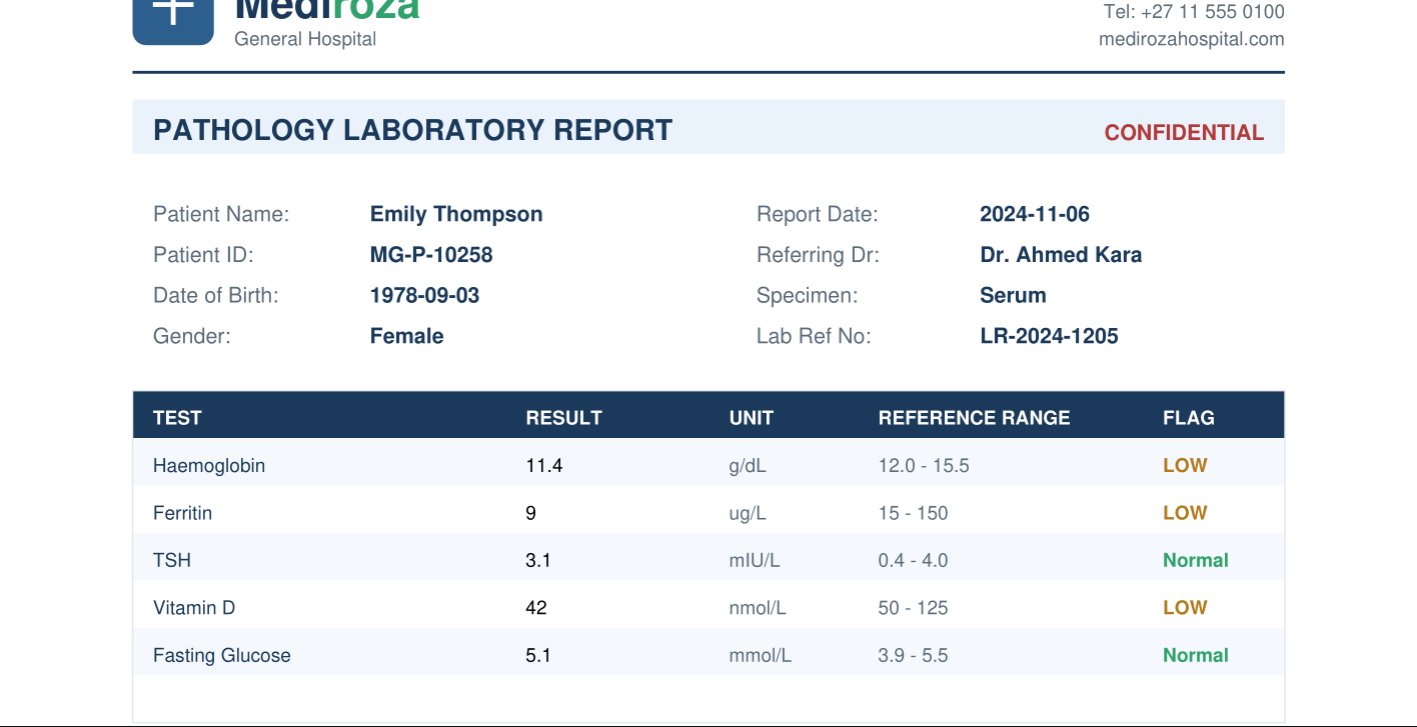 Mediroza
General Hospital
Tel: +27 11 555 0100
medirozahospital.com
PATHOLOGY LABORATORY REPORT CONFIDENTIAL
Patient Name: Emily Thompson Report Date: 2024-11-06
Patient ID: MG-P-10258 Referring Dr: Dr. Ahmed Kara
Date of Birth: 1978-09-03 Specimen: Serum
Gender: Female Lab Ref No: LR-2024-1205
TEST RESULT UNIT REFERENCE RANGE FLAG
Haemoglobin 11.4 g/dL 12.0 - 15.5 LOW
Ferritin 9 ug/L 15 - 150 LOW
TSH 3.1 mIU/L 0.4 - 4.0 Normal
Vitamin D 42 nmol/L 50 - 125 LOW
Fasting Glucose 5.1 mmol/L 3.9 - 5.5 Normal